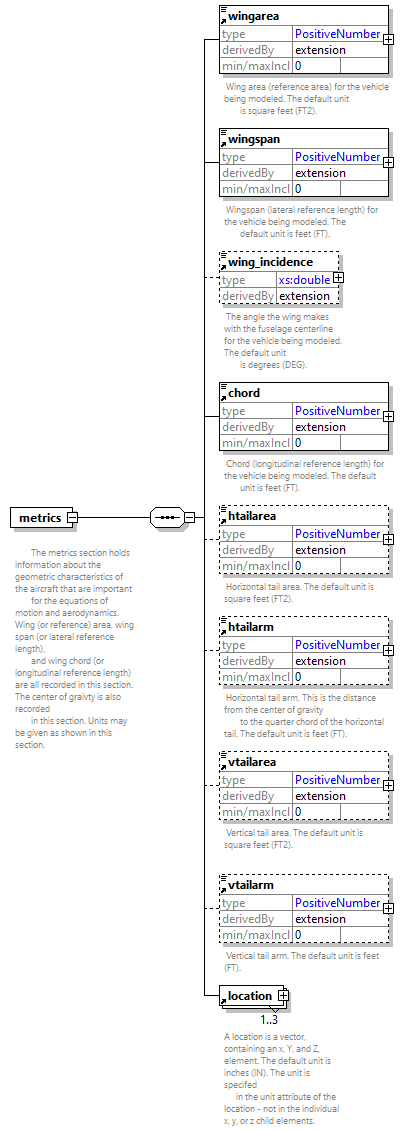 wingarea
type PositiveNumber
derivedBy extension
min/maxIncl 0
Wing area (reference area) for the vehicle
being modeled. The default unit
is square feet (FT2).
wingspan
type PositiveNumber
derivedBy extension
min/maxIncl 0
Wingspan (lateral reference length) for
the vehicle being modeled. The
default unit is feet (FT).
wing_incidence
type xs:double
derivedBy extension
The angle the wing makes
with the fuselage centerline
for the vehicle being modeled.
The default unit
is degrees (DEG).
chord
type PositiveNumber
derivedBy extension
min/maxIncl 0
Chord (longitudinal reference length) for
the vehicle being modeled. The default
unit is feet (FT).
metrics
The metrics section holds
information about the
geometric characteristics of
the aircraft that are important
for the equations of
motion and aerodynamics.
Wing (or reference) area, wing
span (or lateral reference
length),
and wing chord (or
longitudinal reference length)
are all recorded in this section.
The center of graivty is also
recorded
in this section. Units may
be given as shown in this
section.
htailarea
type PositiveNumber
derivedBy extension
min/maxIncl 0
Horizontal tail area. The default unit is
square feet (FT2).
htailarm
type PositiveNumber
derivedBy extension
min/maxIncl 0
Horizontal tail arm. This is the distance
from the center of gravity
to the quarter chord of the horizontal
tail. The default unit is feet (FT).
vtailarea
type PositiveNumber
derivedBy extension
min/maxIncl 0
Vertical tail area. The default unit is
square feet (FT2).
vtailarm
type PositiveNumber
derivedBy extension
min/maxIncl 0
Vertical tail arm. The default unit is feet
(FT).
location
1..3
A location is a vector,
containing an x, Y, and Z,
element. The default unit is
inches (IN). The unit is
specifed
in the unit attribute of the
location - not in the individual
x, y, or z child elements.